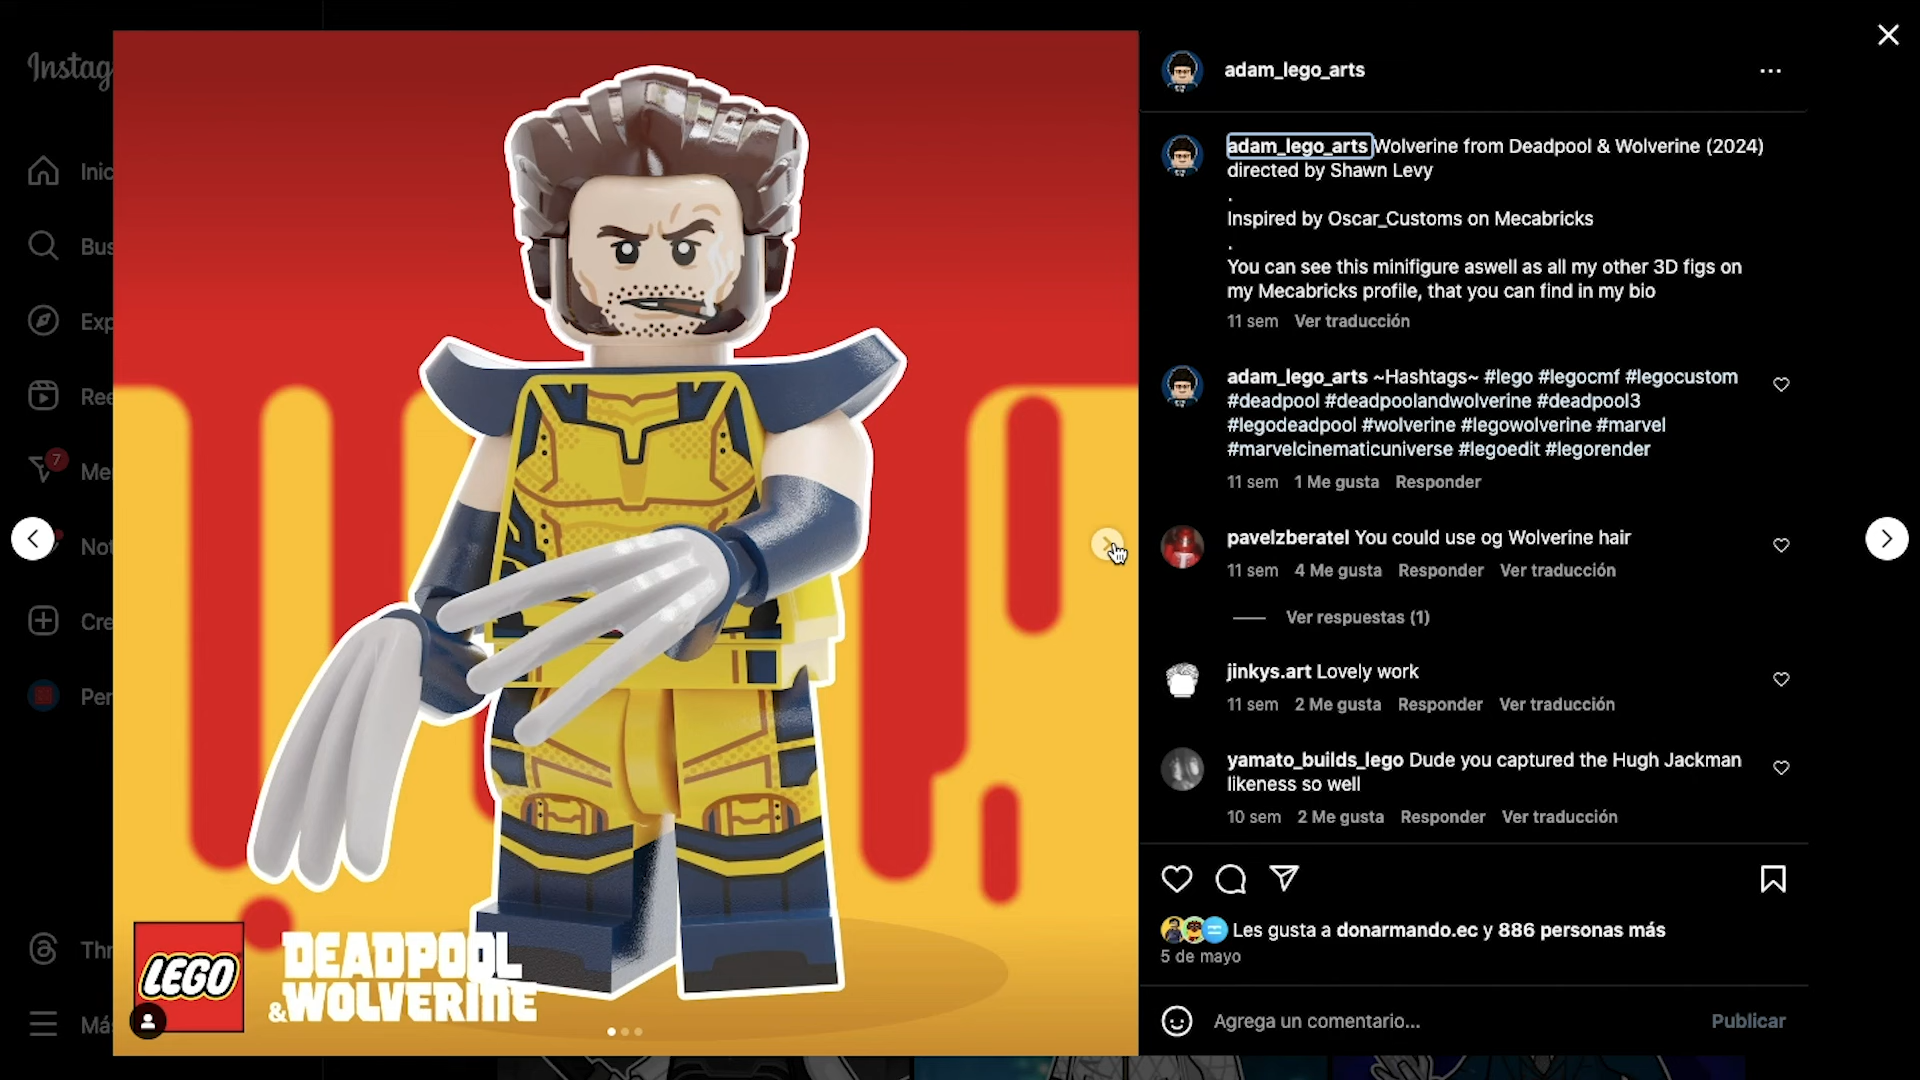 Instag
Inic
Bus
Exp
Ree
7
Me
Not
Cre
Per
Thr
Má
LEGO
DEADPOOL
&WOLVERINE
adam_lego_arts
adam_lego_arts Wolverine from Deadpool & Wolverine (2024)
directed by Shawn Levy
.
Inspired by Oscar_Customs on Mecabricks
.
You can see this minifigure aswell as all my other 3D figs on
my Mecabricks profile, that you can find in my bio
11 sem Ver traducción
adam_lego_arts ~Hashtags~ #lego #legocmf #legocustom
#deadpool #deadpoolandwolverine #deadpool3
#legodeadpool #wolverine #legowolverine #marvel
#marvelcinematicuniverse #legoedit #legorender
11 sem 1 Me gusta Responder
pavelzberatel You could use og Wolverine hair
11 sem 4 Me gusta Responder Ver traducción
Ver respuestas (1)
jinkys.art Lovely work
11 sem 2 Me gusta Responder Ver traducción
yamato_builds_lego Dude you captured the Hugh Jackman
likeness so well
10 sem 2 Me gusta Responder Ver traducción
Les gusta a donarmando.ec y 886 personas más
5 de mayo
Agrega un comentario...
Publicar